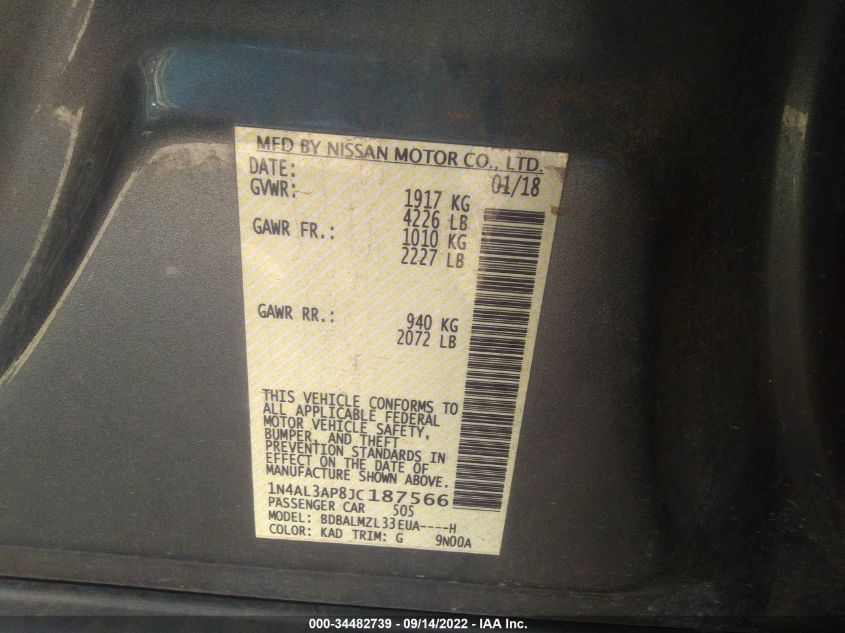 MFD BY NISSAN MOTOR CO., LTD.
DATE: 01/18
GVWR: 1917 KG
4226 LB
GAWR FR.: 1010 KG
2227 LB
GAWR RR.: 940 KG
2072 LB
THIS VEHICLE CONFORMS TO
ALL APPLICABLE FEDERAL
MOTOR VEHICLE SAFETY,
BUMPER, AND THEFT
PREVENTION STANDARDS IN
EFFECT ON THE DATE OF
MANUFACTURE SHOWN ABOVE.
1N4AL3AP8JC187566
PASSENGER CAR 505
MODEL: BDBALMZL33EUA----H
COLOR: KAD TRIM: G 9N00A
000-34482739 - 09/14/2022 - IAA Inc.